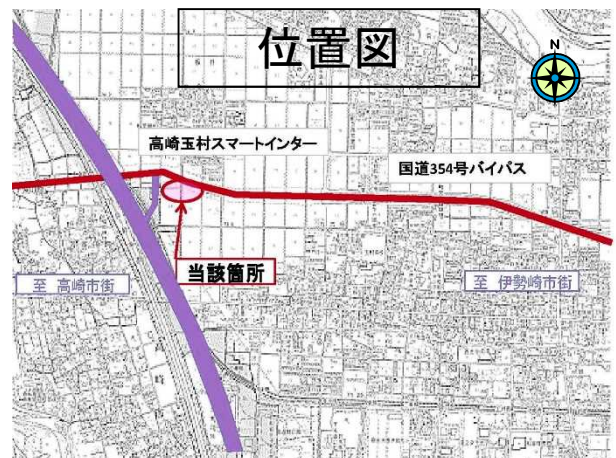 位置図
N
高崎玉村スマートインター
国道354号バイパス
当該箇所
至 高崎市街
至 伊勢崎市街